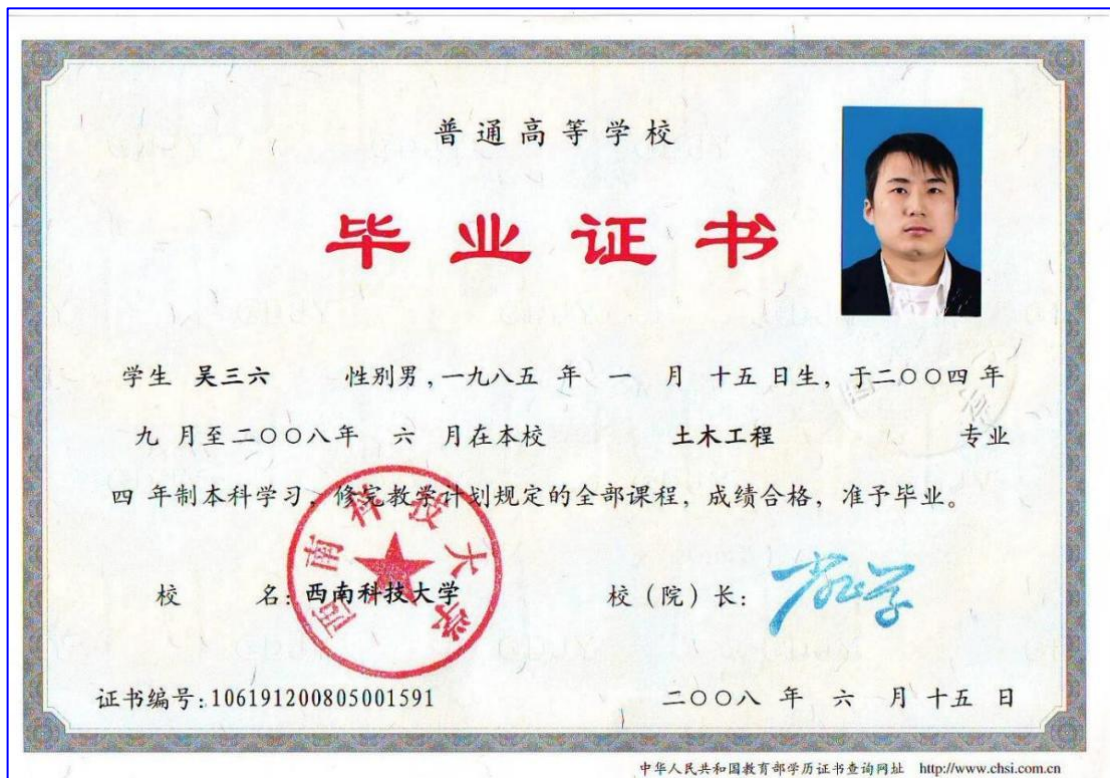 普通高等学校
毕业证书
学生 吴三六 性别男，一九八五 年 一 月 十五 日生，于二〇〇四 年
九 月至二〇〇八年 六 月在本校 土木工程 专业
四 年制本科学习，修完教学计划规定的全部课程，成绩合格，准予毕业。
西南科技大学
校 名：西南科技大学 校（院）长：
证书编号：106191200805001591 二〇〇八 年 六 月 十五 日
中华人民共和国教育部学历证书查询网址 http://www.chsi.com.cn